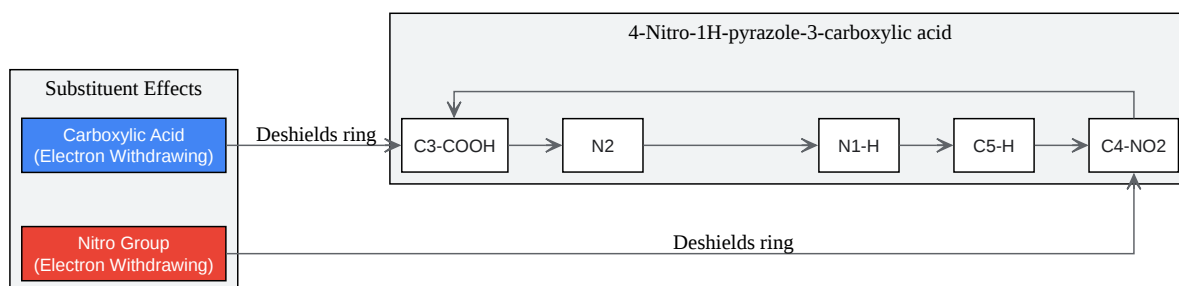 4-Nitro-1H-pyrazole-3-carboxylic acid
Substituent Effects
Carboxylic Acid
(Electron Withdrawing)
Deshields ring
C3-COOH
N2
N1-H
C5-H
C4-NO2
Nitro Group
(Electron Withdrawing)
Deshields ring